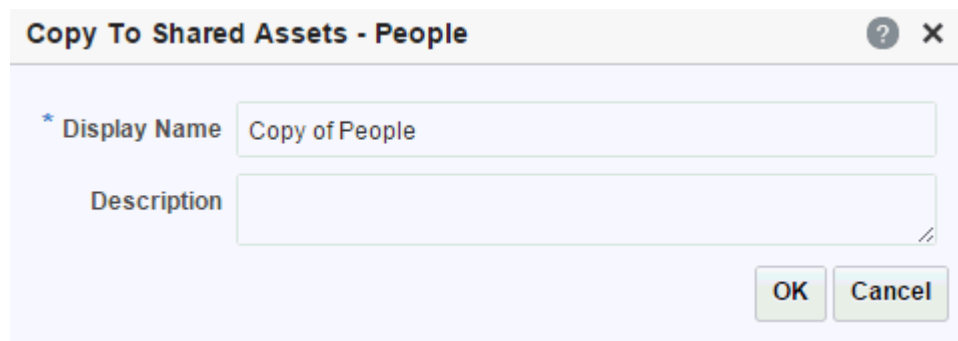 Copy To Shared Assets - People
* Display Name Copy of People
Description
OK Cancel